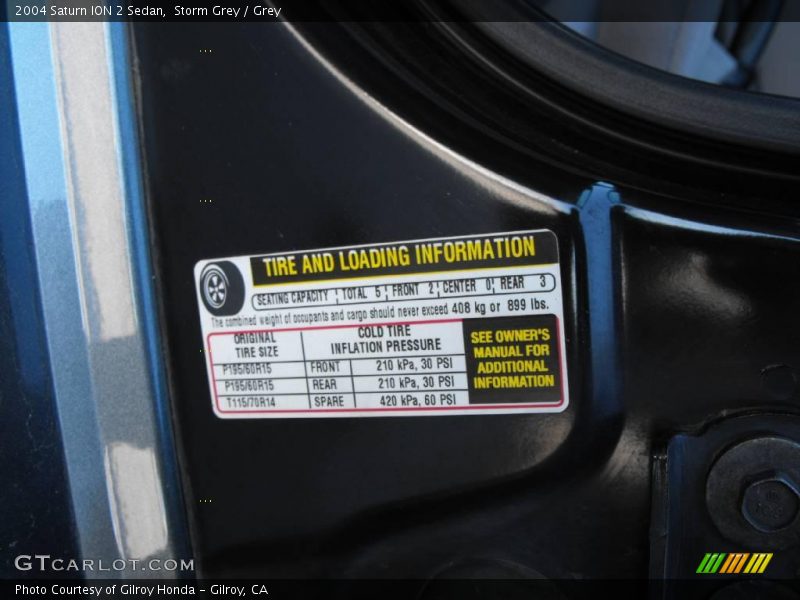 2004 Saturn ION 2 Sedan, Storm Grey / Grey
TIRE AND LOADING INFORMATION
SEATING CAPACITY TOTAL 5 FRONT 2 CENTER 0 REAR 3
The combined weight of occupants and cargo should never exceed 408 kg or 899 lbs.
ORIGINAL TIRE SIZE
COLD TIRE INFLATION PRESSURE
P195/60R15 FRONT 210 kPa, 30 PSI
P195/60R15 REAR 210 kPa, 30 PSI
T115/70R14 SPARE 420 kPa, 60 PSI
SEE OWNER'S
MANUAL FOR
ADDITIONAL
INFORMATION
GTCARLOT.COM
Photo Courtesy of Gilroy Honda - Gilroy, CA